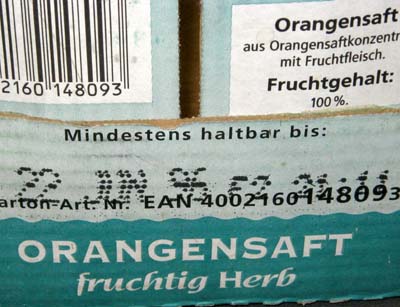 2160 148093
Orangensaft
aus Orangensaftkonzentr
mit Fruchtfleisch.
Fruchtgehalt:
100 %.
Mindestens haltbar bis:
arton-Art.-Nr. EAN 4002160148093
ORANGENSAFT
fruchtig Herb